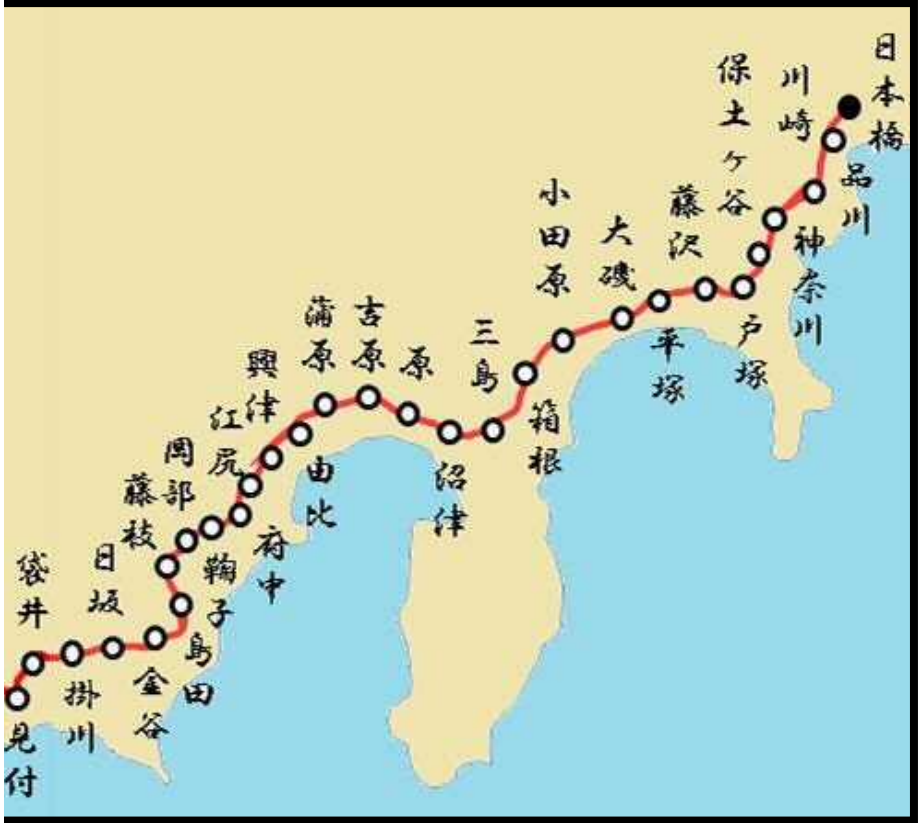 日本橋
品川
川崎
神奈川
保土ヶ谷
戸塚
藤沢
平塚
大磯
小田原
箱根
三島
沼津
原
吉原
蒲原
由比
興津
江尻
府中
鞠子
岡部
藤枝
島田
金谷
日坂
掛川
袋井
見付